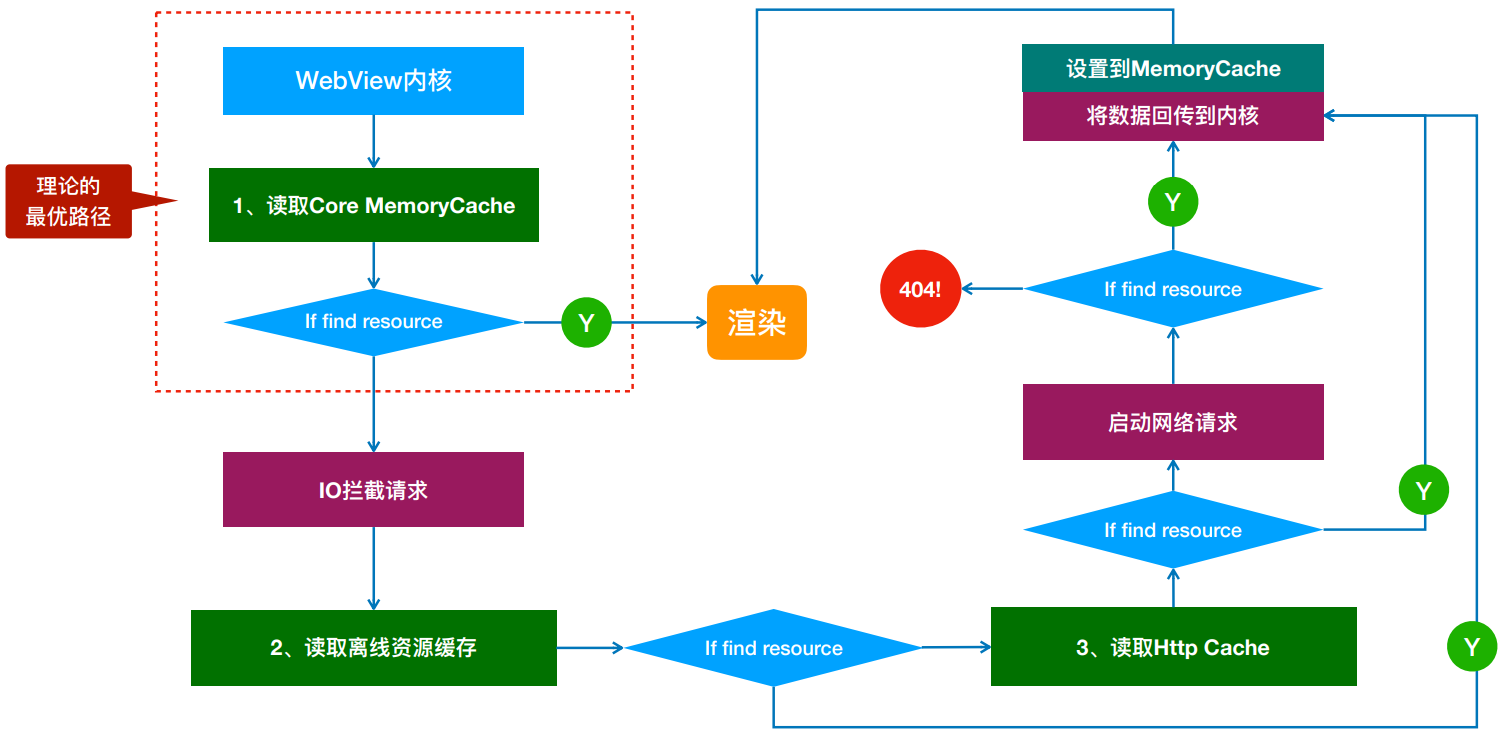 WebView内核
理论的
最优路径
1、读取Core MemoryCache
If find resource
Y
渲染
IO拦截请求
2、读取离线资源缓存
If find resource
3、读取Http Cache
Y
If find resource
Y
启动网络请求
If find resource
404!
Y
将数据回传到内核
设置到MemoryCache